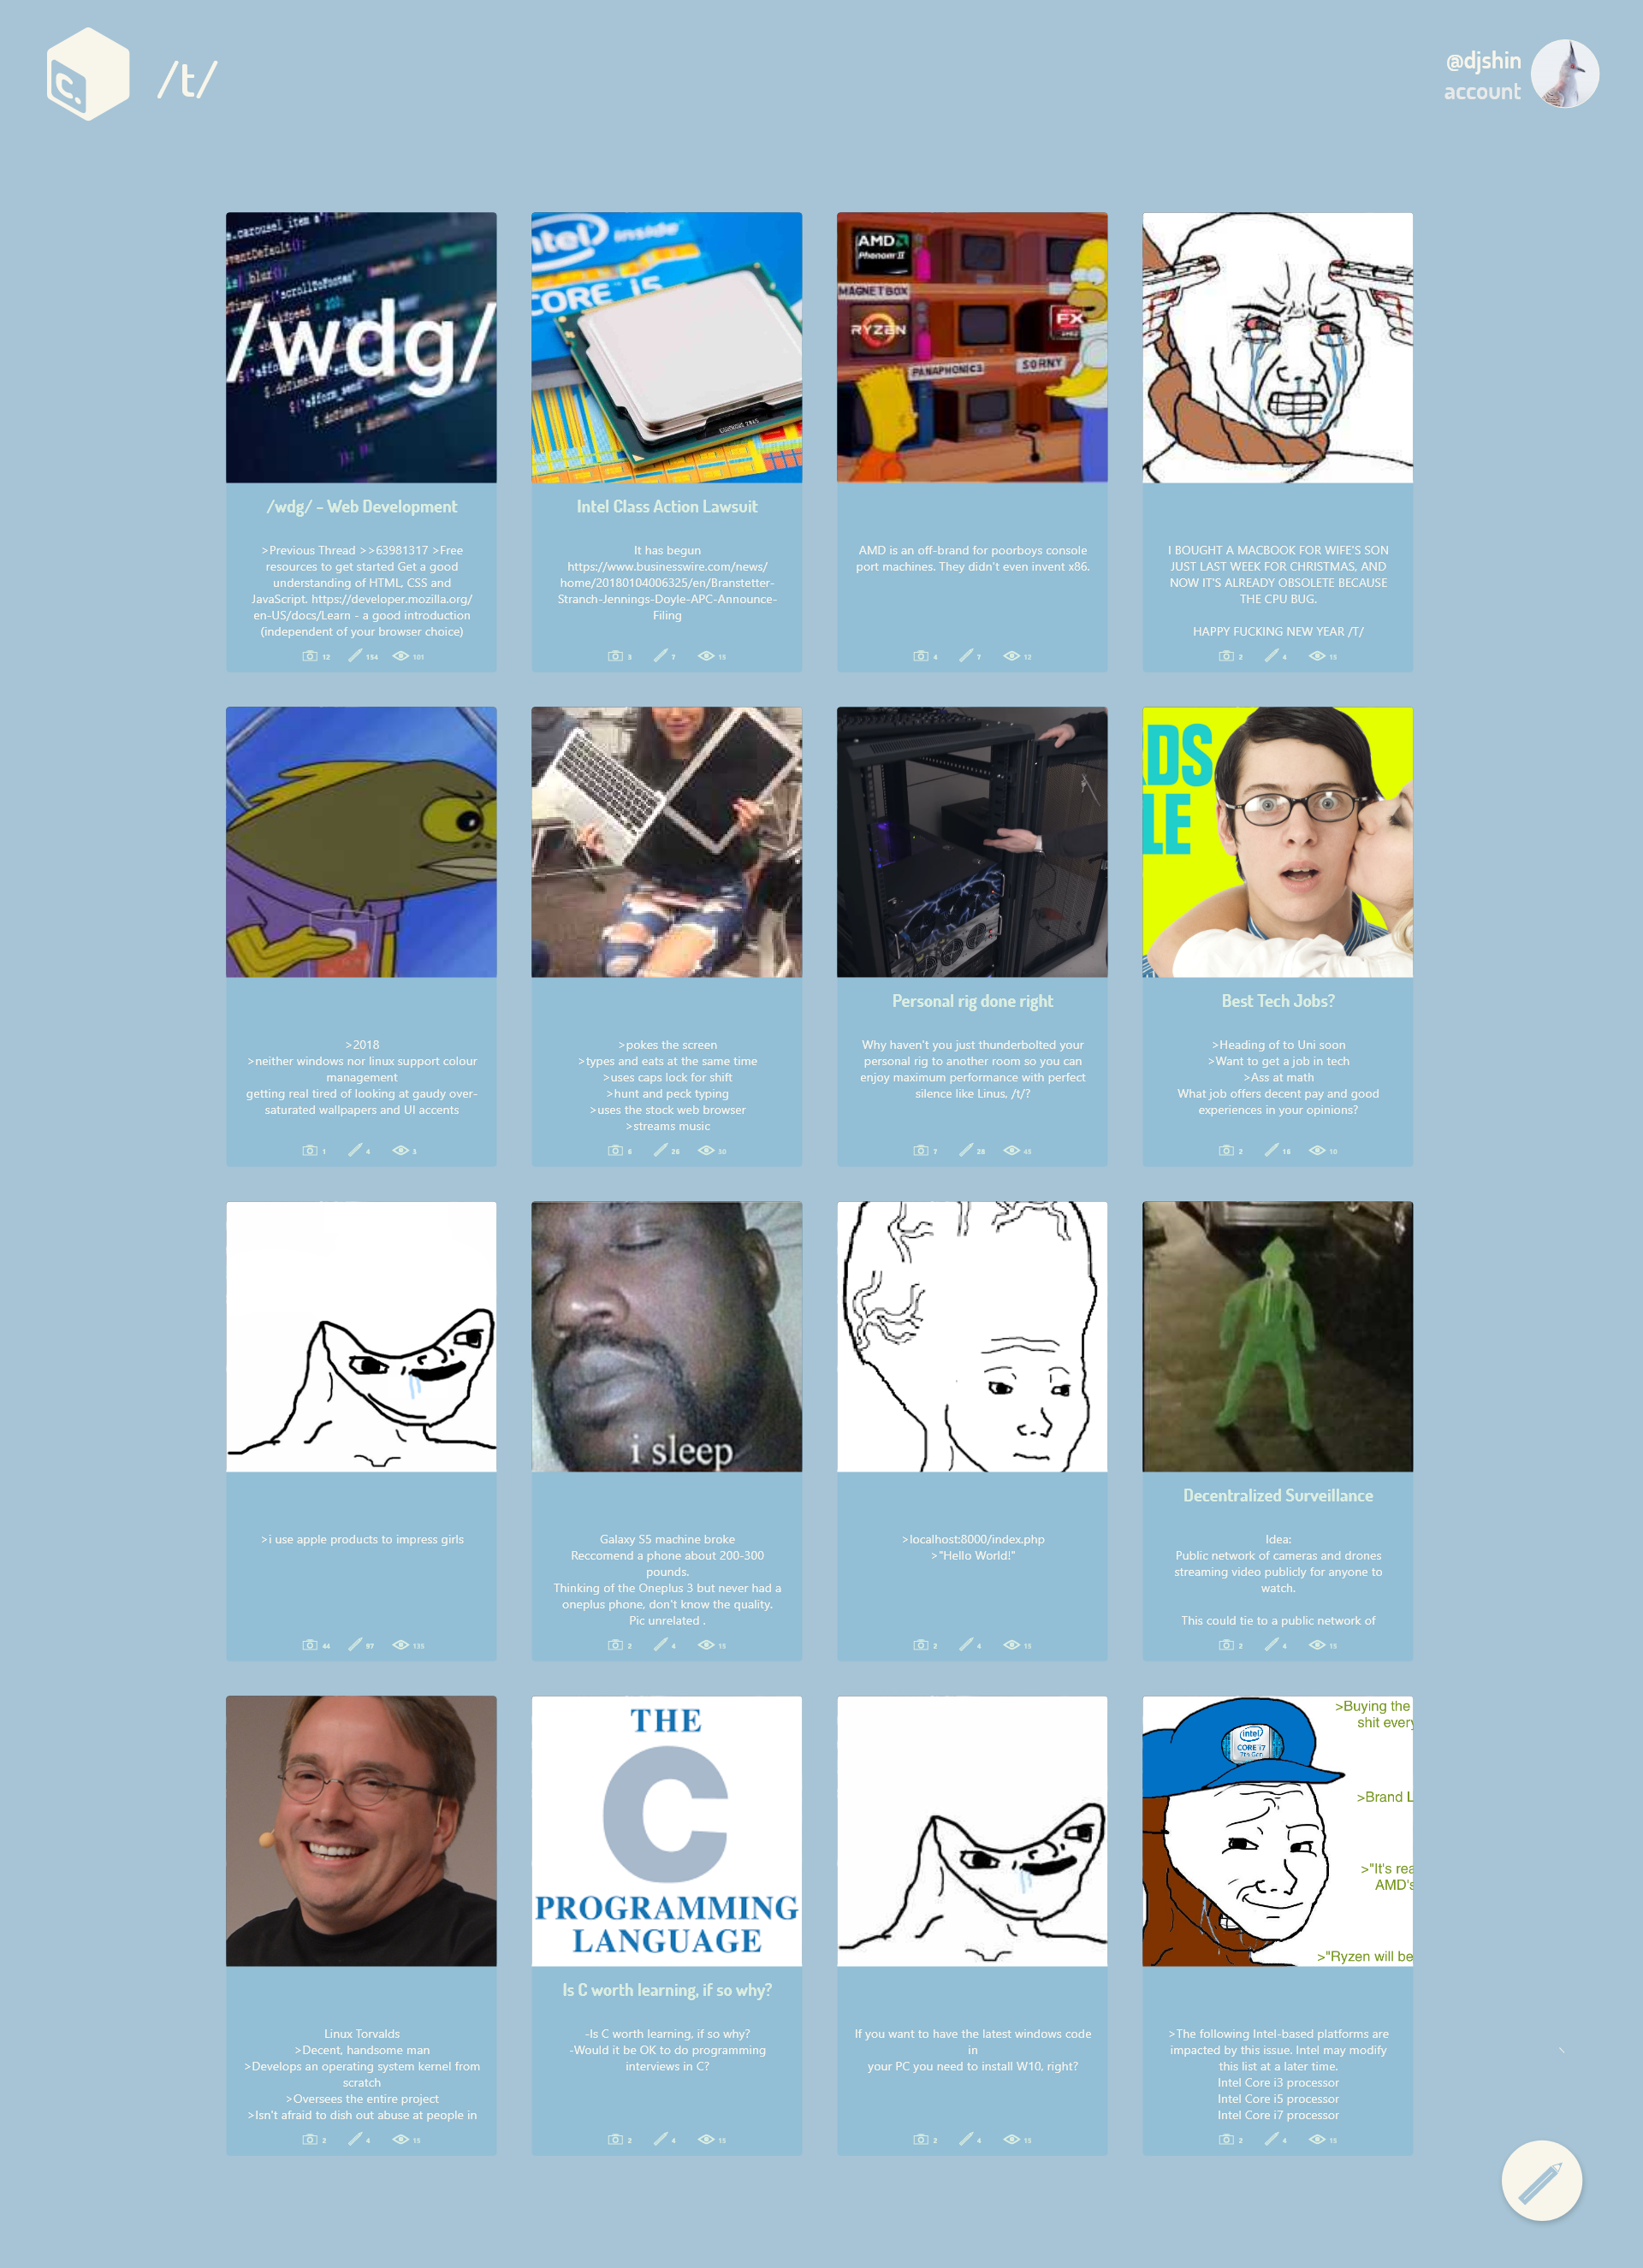 c.
/t/
@djshin
account
/wdg/
/wdg/ - Web Development
>Previous Thread >>63981317 >Free
resources to get started Get a good
understanding of HTML, CSS and
JavaScript. https://developer.mozilla.org/
en-US/docs/Learn - a good introduction
(independent of your browser choice)
12 154 101
intel inside
CORE i5
Intel Class Action Lawsuit
It has begun
https://www.businesswire.com/news/
home/20180104006325/en/Branstetter-
Stranch-Jennings-Doyle-APC-Announce-
Filing
3 7 15
AMD
Phenom II
MAGNETBOX
RYZEN
FX
PANAPHONICS
SORNY
AMD is an off-brand for poorboys console
port machines. They didn't even invent x86.
4 7 12
I BOUGHT A MACBOOK FOR WIFE'S SON
JUST LAST WEEK FOR CHRISTMAS, AND
NOW IT'S ALREADY OBSOLETE BECAUSE
THE CPU BUG.
HAPPY FUCKING NEW YEAR /T/
2 4 15
>2018
>neither windows nor linux support colour
management
getting real tired of looking at gaudy over-
saturated wallpapers and UI accents
1 4 3
>pokes the screen
>types and eats at the same time
>uses caps lock for shift
>hunt and peck typing
>uses the stock web browser
>streams music
6 26 30
Personal rig done right
Why haven't you just thunderbolted your
personal rig to another room so you can
enjoy maximum performance with perfect
silence like Linus, /t/?
7 28 45
DS
LE
Best Tech Jobs?
>Heading of to Uni soon
>Want to get a job in tech
>Ass at math
What job offers decent pay and good
experiences in your opinions?
2 16 10
>i use apple products to impress girls
44 97 135
i sleep
Galaxy S5 machine broke
Reccomend a phone about 200-300
pounds.
Thinking of the Oneplus 3 but never had a
oneplus phone, don't know the quality.
Pic unrelated .
2 4 15
>localhost:8000/index.php
>"Hello World!"
2 4 15
Decentralized Surveillance
Idea:
Public network of cameras and drones
streaming video publicly for anyone to
watch.
This could tie to a public network of
2 4 15
Linux Torvalds
>Decent, handsome man
>Develops an operating system kernel from
scratch
>Oversees the entire project
>Isn't afraid to dish out abuse at people in
2 4 15
THE
C
PROGRAMMING
LANGUAGE
Is C worth learning, if so why?
-Is C worth learning, if so why?
-Would it be OK to do programming
interviews in C?
2 4 15
If you want to have the latest windows code
in
your PC you need to install W10, right?
2 4 15
>Buying the
shit every
intel
CORE i7
7th Gen
>Brand L
>"It's rea
AMD's
>"Ryzen will be
>The following Intel-based platforms are
impacted by this issue. Intel may modify
this list at a later time.
Intel Core i3 processor
Intel Core i5 processor
Intel Core i7 processor
2 4 15